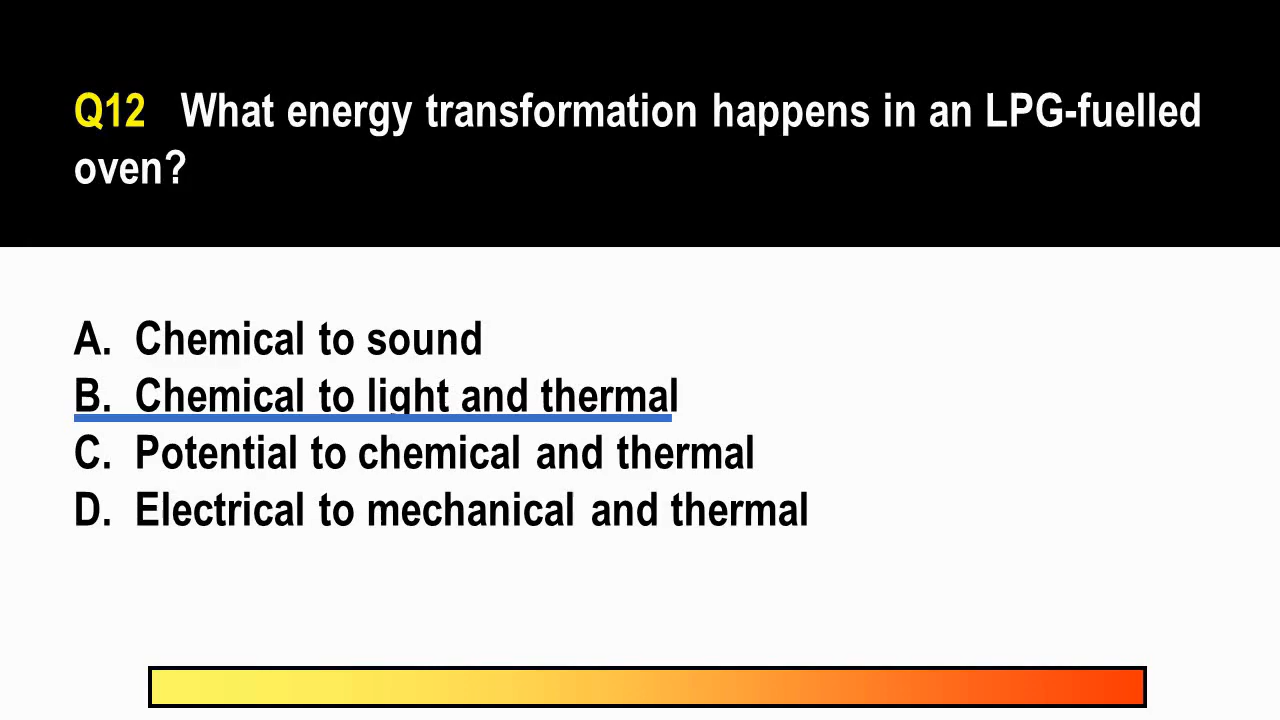 Q12 What energy transformation happens in an LPG-fuelled
oven?
A. Chemical to sound
B. Chemical to light and thermal
C. Potential to chemical and thermal
D. Electrical to mechanical and thermal